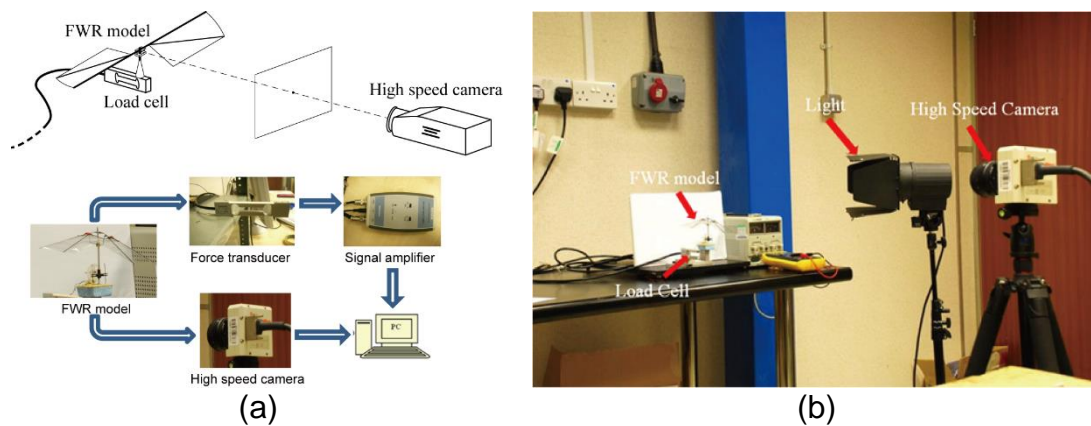 FWR model
Load cell
High speed camera
Force transducer
Signal amplifier
FWR model
PC
High speed camera
(a)
Light
High Speed Camera
FWR model
Load Cell
(b)